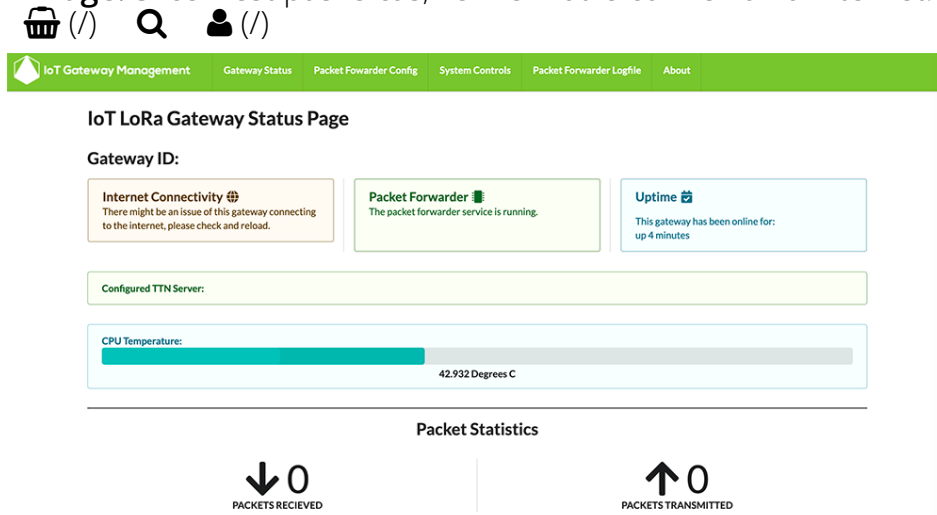 (/) (/)
IoT Gateway Management Gateway Status Packet Fowarder Config System Controls Packet Forwarder Logfile About
IoT LoRa Gateway Status Page
Gateway ID:
Internet Connectivity
There might be an issue of this gateway connecting
to the internet, please check and reload.
Packet Forwarder
The packet forwarder service is running.
Uptime
This gateway has been online for:
up 4 minutes
Configured TTN Server:
CPU Temperature:
42.932 Degrees C
Packet Statistics
0 0
PACKETS RECIEVED PACKETS TRANSMITTED